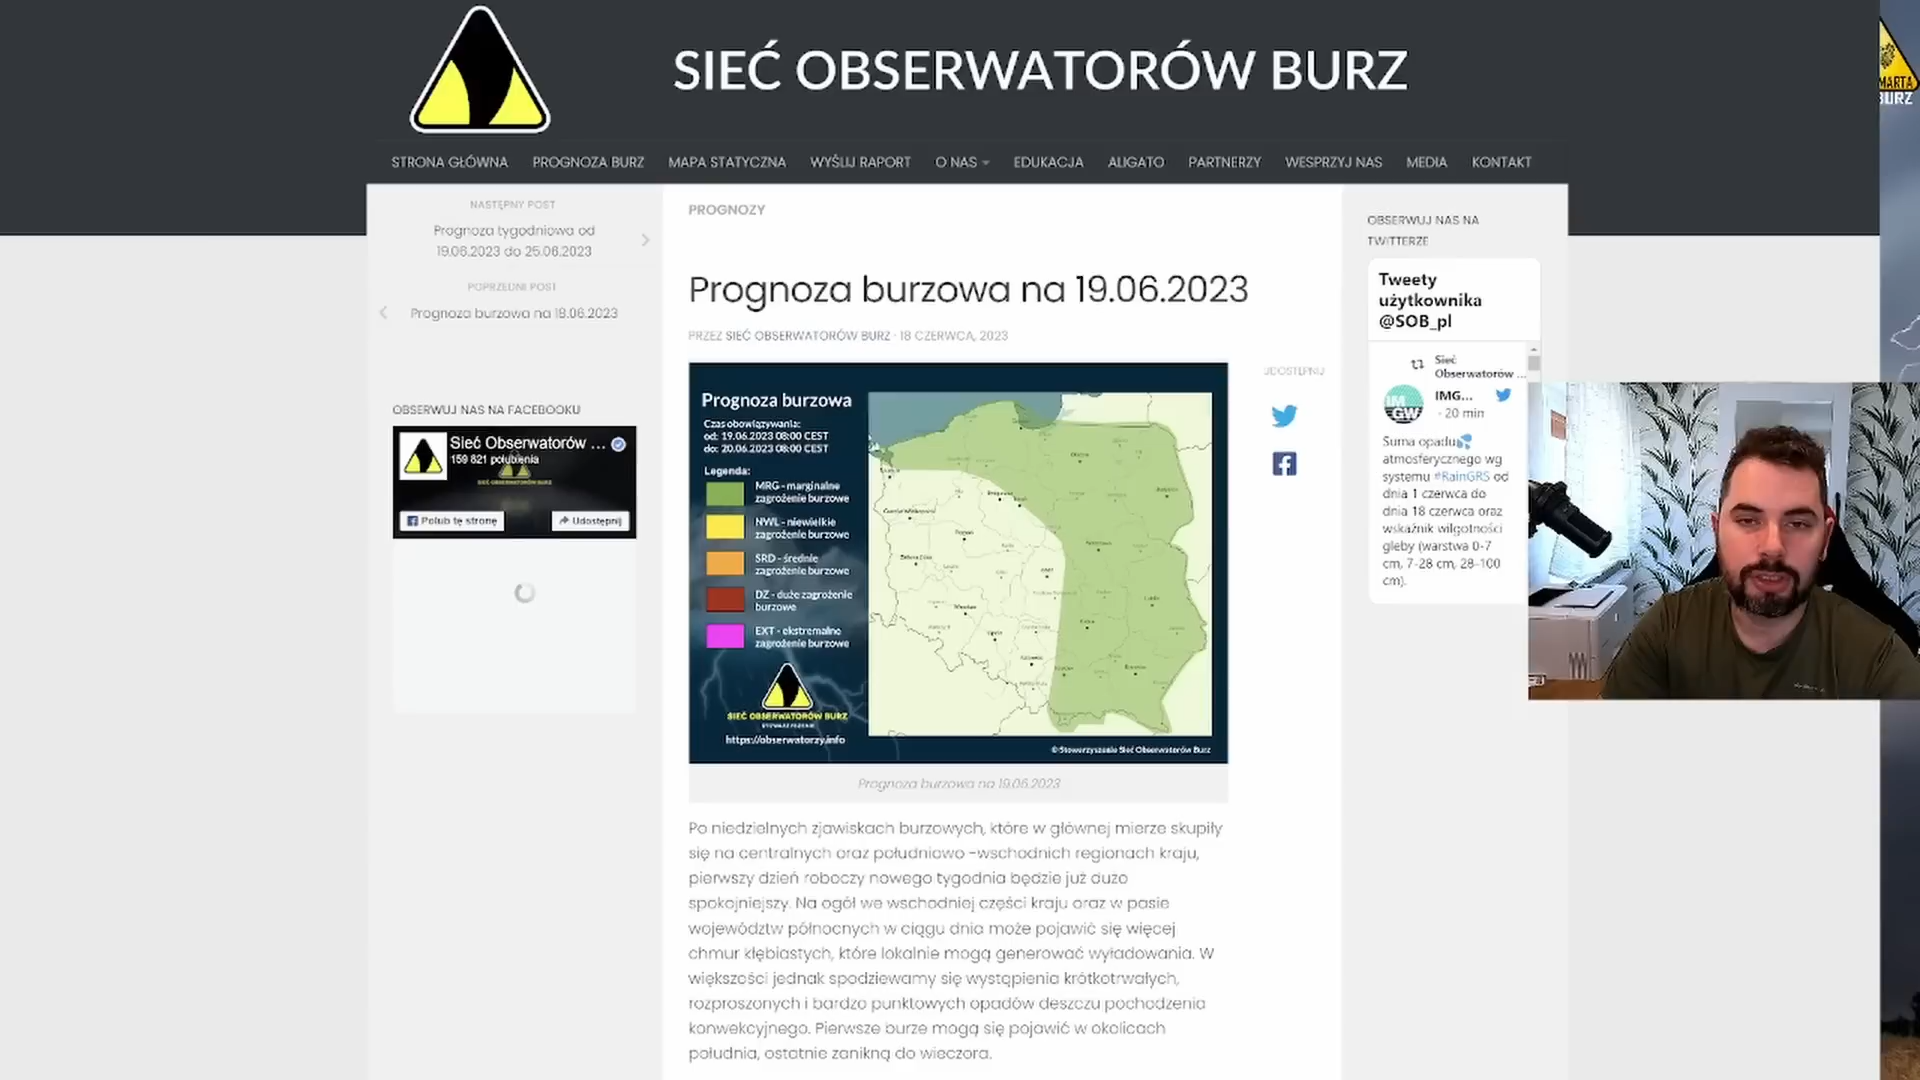 SIEĆ OBSERWATORÓW BURZ
STRONA GŁÓWNA
PROGNOZA BURZ
MAPA STATYCZNA
WYŚLIJ RAPORT
O NAS
EDUKACJA
ALIGATO
PARTNERZY
WESPRZYJ NAS
MEDIA
KONTAKT
NASTĘPNY POST
Prognoza tygodniowa od
19.06.2023 do 25.06.2023
POPRZEDNI POST
Prognoza burzowa na 18.06.2023
OBSERWUJ NAS NA FACEBOOKU
Sieć Obserwatorów ...
159 821 polubienia
Polub tę stronę
Udostępnij
PROGNOZY
Prognoza burzowa na 19.06.2023
PRZEZ SIEĆ OBSERWATORÓW BURZ · 18 CZERWCA, 2023
Prognoza burzowa
Czas obowiązywania:
od: 19.06.2023 08:00 CEST
do: 20.06.2023 08:00 CEST
Legenda:
MRG - marginalne
zagrożenie burzowe
NWL - niewielkie
zagrożenie burzowe
SRD - średnie
zagrożenie burzowe
DZ - duże zagrożenie
burzowe
EXT - ekstremalne
zagrożenie burzowe
SIEĆ OBSERWATORÓW BURZ
STOWARZYSZENIE
https://obserwatorzy.info
© Stowarzyszenie Sieć Obserwatorów Burz
Prognoza burzowa na 19.06.2023
Po niedzielnych zjawiskach burzowych, które w głównej mierze skupiły
się na centralnych oraz południowo -wschodnich regionach kraju,
pierwszy dzień roboczy nowego tygodnia będzie już dużo
spokojniejszy. Na ogół we wschodniej części kraju oraz w pasie
województw północnych w ciągu dnia może pojawić się więcej
chmur kłębiastych, które lokalnie mogą generować wyładowania. W
większości jednak spodziewamy się wystąpienia krótkotrwałych,
rozproszonych i bardzo punktowych opadów deszczu pochodzenia
konwekcyjnego. Pierwsze burze mogą się pojawić w okolicach
południa, ostatnie zanikną do wieczora.
UDOSTĘPNIJ
OBSERWUJ NAS NA
TWITTERZE
Tweety
użytkownika
@SOB_pl
Sieć
Obserwatorów ...
IMG...
· 20 min
IM
GW
Suma opadu
atmosferycznego wg
systemu #RainGRS od
dnia 1 czerwca do
dnia 18 czerwca oraz
wskaźnik wilgotności
gleby (warstwa 0-7
cm, 7-28 cm, 28-100
cm).
MARTA
BURZ